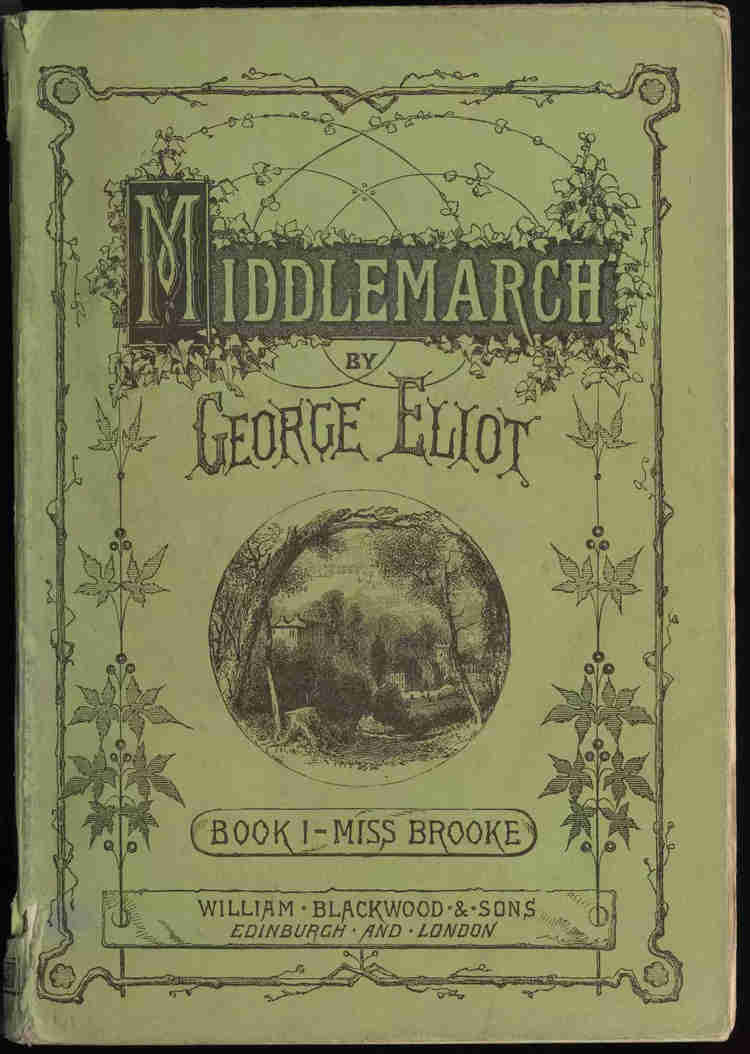 MIDDLEMARCH
BY
GEORGE ELIOT
BOOK I-MISS BROOKE
WILLIAM · BLACKWOOD · & · SONS
EDINBURGH · AND · LONDON